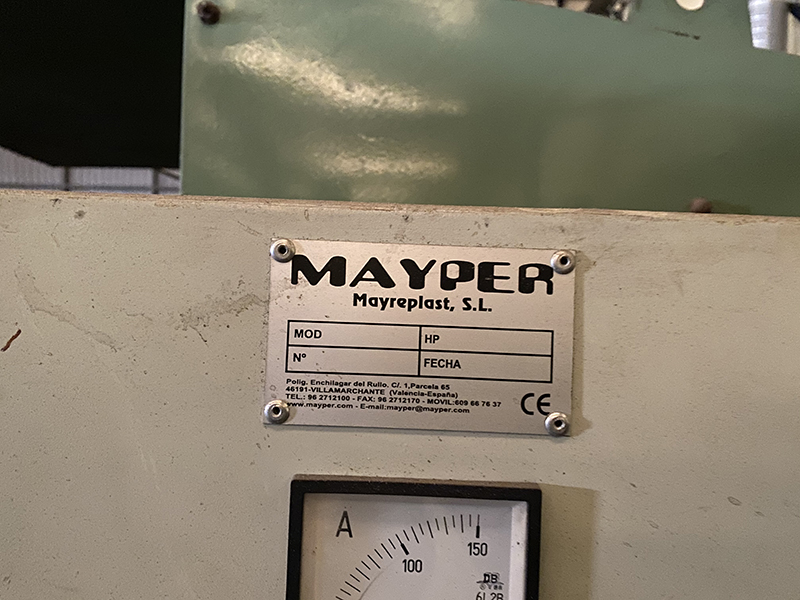 MAYPER
Mayreplast, S.L.
MOD
HP
Nº
FECHA
Polig. Enchilagar del Rullo. C/. 1,Parcela 65
46191-VILLAMARCHANTE (Valencia-España)
TEL.: 96 2712100 - FAX: 96 2712170 - MOVIL:609 66 76 37
www.mayper.com - E-mail:mayper@mayper.com
CE
A
100
150
DB
6L2B